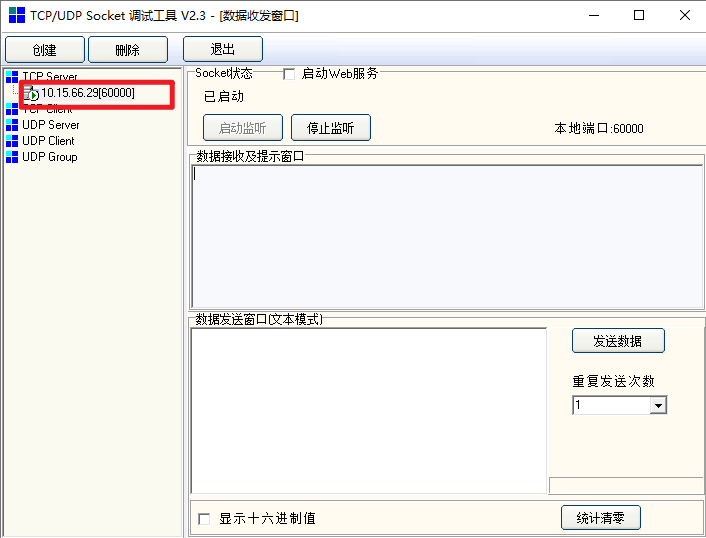 TCP/UDP Socket 调试工具 V2.3 - [数据收发窗口]
创建 删除 退出
TCP Server
10.15.66.29[60000]
TCP Client
UDP Server
UDP Client
UDP Group
Socket状态 启动Web服务
已启动
启动监听 停止监听 本地端口:60000
数据接收及提示窗口
数据发送窗口(文本模式)
发送数据
重复发送次数
1
显示十六进制值 统计清零